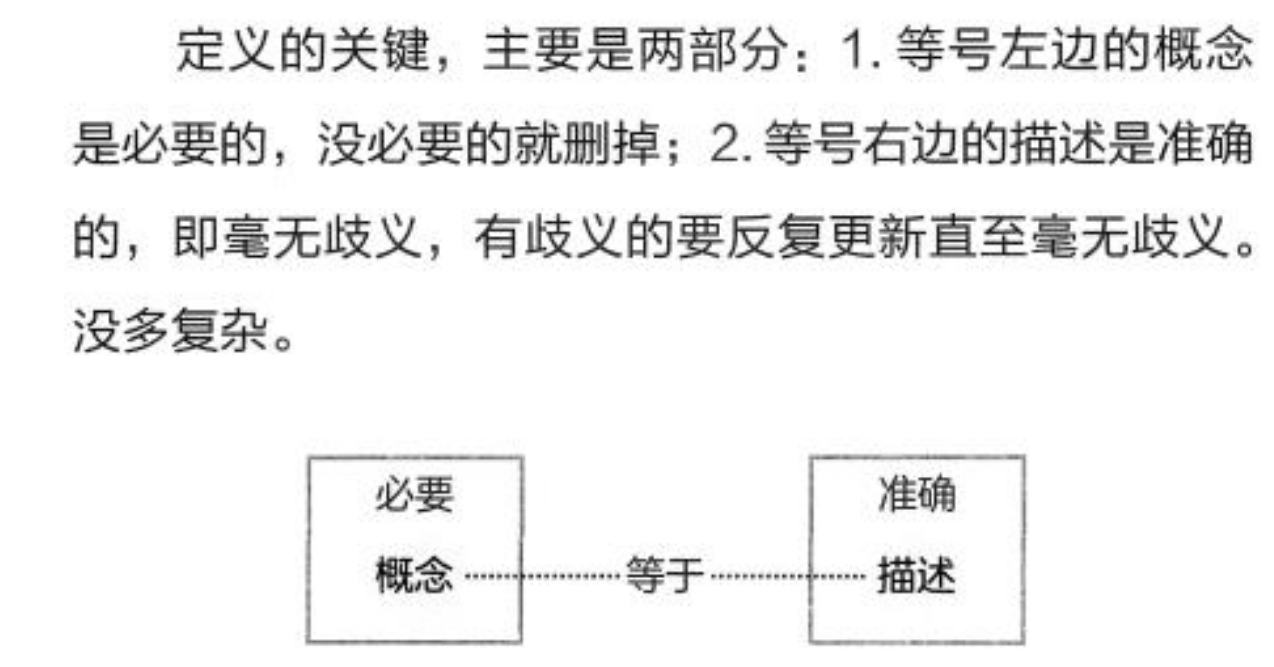 定义的关键，主要是两部分：1. 等号左边的概念
是必要的，没必要的就删掉；2. 等号右边的描述是准确
的，即毫无歧义，有歧义的要反复更新直至毫无歧义。
没多复杂。
必要
概念
等于
准确
描述